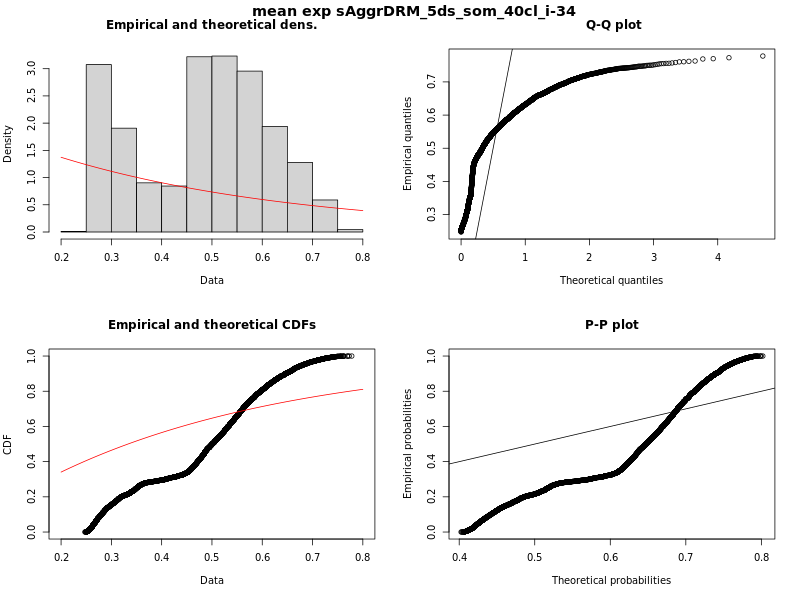 mean exp sAggrDRM_5ds_som_40cl_i-34
Empirical and theoretical dens.
Density
0.0 0.5 1.0 1.5 2.0 2.5 3.0
0.2 0.3 0.4 0.5 0.6 0.7 0.8
Data
Q-Q plot
Empirical quantiles
0.3 0.4 0.5 0.6 0.7
0 1 2 3 4
Theoretical quantiles
Empirical and theoretical CDFs
CDF
0.0 0.2 0.4 0.6 0.8 1.0
0.2 0.3 0.4 0.5 0.6 0.7 0.8
Data
P-P plot
Empirical probabilities
0.0 0.2 0.4 0.6 0.8 1.0
0.4 0.5 0.6 0.7 0.8
Theoretical probabilities